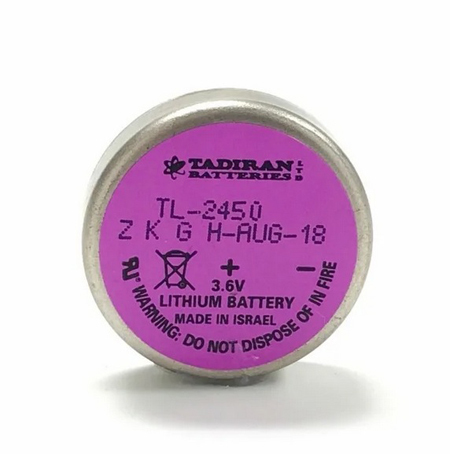 TADIRAN LTD
BATTERIES
TL-2450
Z K G H-AUG-18
+ −
3.6V
LITHIUM BATTERY
MADE IN ISRAEL
WARNING: DO NOT DISPOSE OF IN FIRE